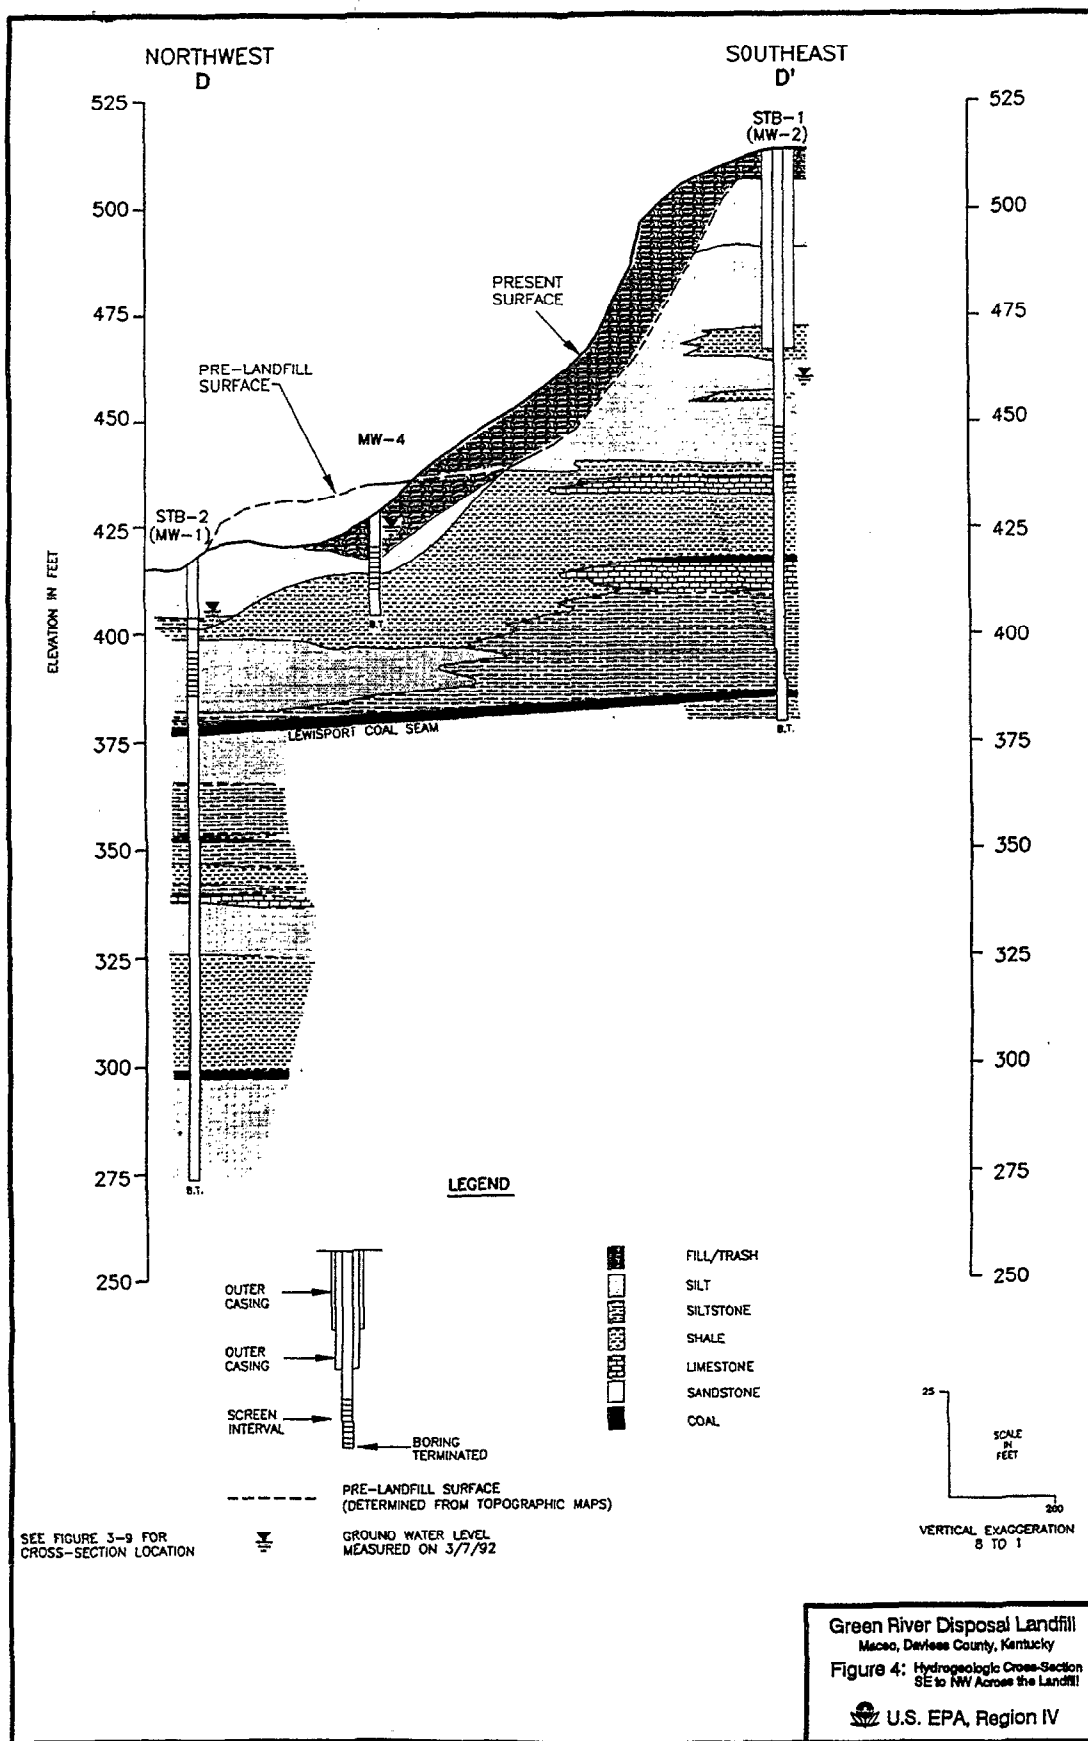 NORTHWEST
D
SOUTHEAST
D'
525
500
475
450
425
400
375
350
325
300
275
250
ELEVATION IN FEET
525
500
475
450
425
400
375
350
325
300
275
250
STB-1
(MW-2)
PRESENT
SURFACE
PRE-LANDFILL
SURFACE
MW-4
STB-2
(MW-1)
B.T.
LEWISPORT COAL SEAM
B.T.
B.T.
LEGEND
OUTER
CASING
OUTER
CASING
SCREEN
INTERVAL
BORING
TERMINATED
FILL/TRASH
SILT
SILTSTONE
SHALE
LIMESTONE
SANDSTONE
COAL
PRE-LANDFILL SURFACE
(DETERMINED FROM TOPOGRAPHIC MAPS)
GROUND WATER LEVEL
MEASURED ON 3/7/92
SEE FIGURE 3-9 FOR
CROSS-SECTION LOCATION
25
SCALE
IN
FEET
200
VERTICAL EXAGGERATION
8 TO 1
Green River Disposal Landfill
Maceo, Daviess County, Kentucky
Figure 4: Hydrogeologic Cross-Section
SE to NW Across the Landfill
U.S. EPA, Region IV